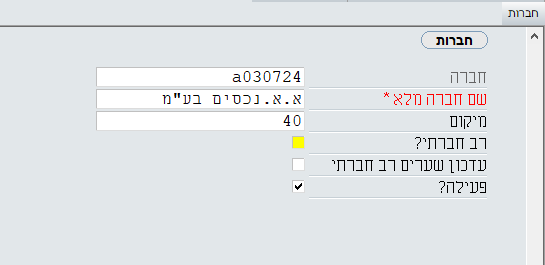 חברות
חברות
חברה a030724
שם חברה מלא * א.א.נכסים בע"מ
מיקום 40
רב חברתי?
עדכון שערים רב חברתי
פעילה?